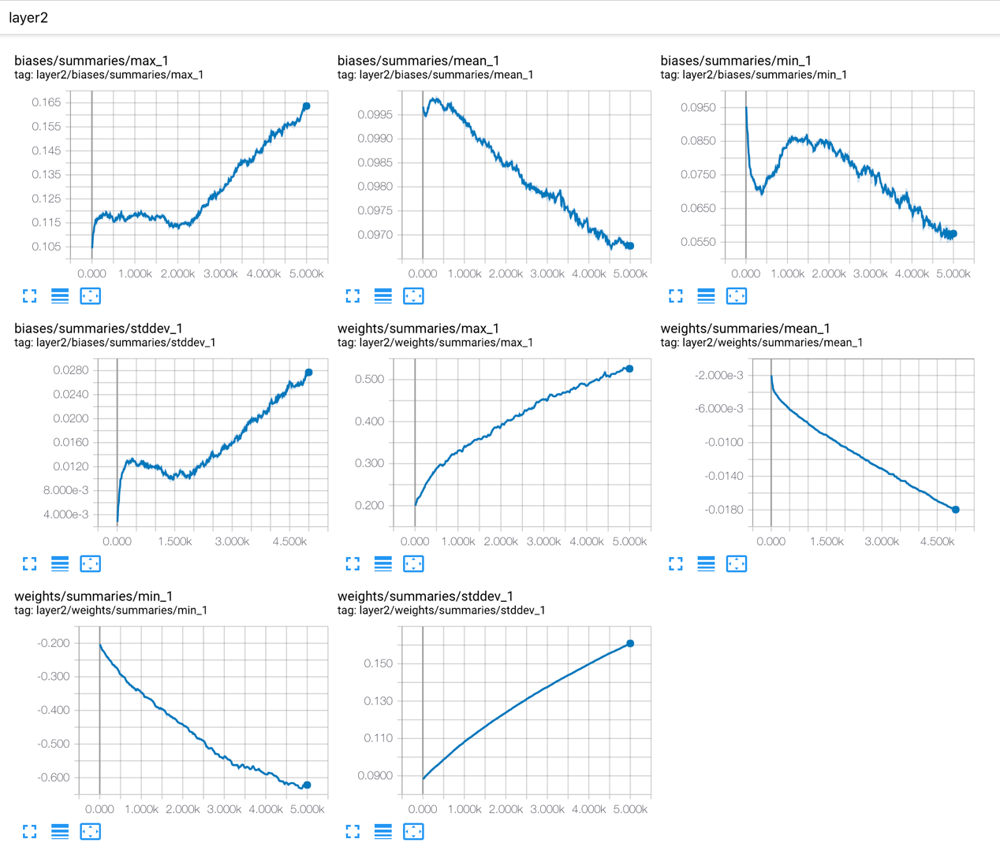 layer2
biases/summaries/max_1
tag: layer2/biases/summaries/max_1
0.165
0.155
0.145
0.135
0.125
0.115
0.105
0.000 1.000k 2.000k 3.000k 4.000k 5.000k
biases/summaries/mean_1
tag: layer2/biases/summaries/mean_1
0.0995
0.0990
0.0985
0.0980
0.0975
0.0970
0.000 1.000k 2.000k 3.000k 4.000k 5.000k
biases/summaries/min_1
tag: layer2/biases/summaries/min_1
0.0950
0.0850
0.0750
0.0650
0.0550
0.000 1.000k 2.000k 3.000k 4.000k 5.000k
biases/summaries/stddev_1
tag: layer2/biases/summaries/stddev_1
0.0280
0.0240
0.0200
0.0160
0.0120
8.000e-3
4.000e-3
0.000 1.500k 3.000k 4.500k
weights/summaries/max_1
tag: layer2/weights/summaries/max_1
0.500
0.400
0.300
0.200
0.000 1.000k 2.000k 3.000k 4.000k 5.000k
weights/summaries/mean_1
tag: layer2/weights/summaries/mean_1
-2.000e-3
-6.000e-3
-0.0100
-0.0140
-0.0180
0.000 1.500k 3.000k 4.500k
weights/summaries/min_1
tag: layer2/weights/summaries/min_1
-0.200
-0.300
-0.400
-0.500
-0.600
0.000 1.000k 2.000k 3.000k 4.000k 5.000k
weights/summaries/stddev_1
tag: layer2/weights/summaries/stddev_1
0.150
0.130
0.110
0.0900
0.000 1.000k 2.000k 3.000k 4.000k 5.000k